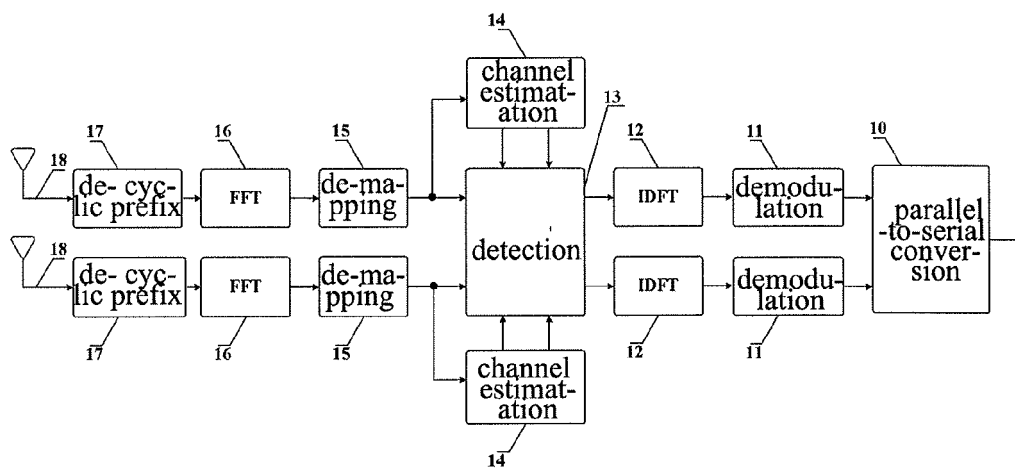 14
channel
estimat-
ation
13
17
16
15
12
11
10
18
de- cyc-
lic prefix
FFT
de-ma-
pping
IDFT
demodu-
lation
detection
parallel
-to-serial
conver-
sion
18
de- cyc-
lic prefix
FFT
de-ma-
pping
IDFT
demodu-
lation
17
16
15
12
11
channel
estimat-
ation
14